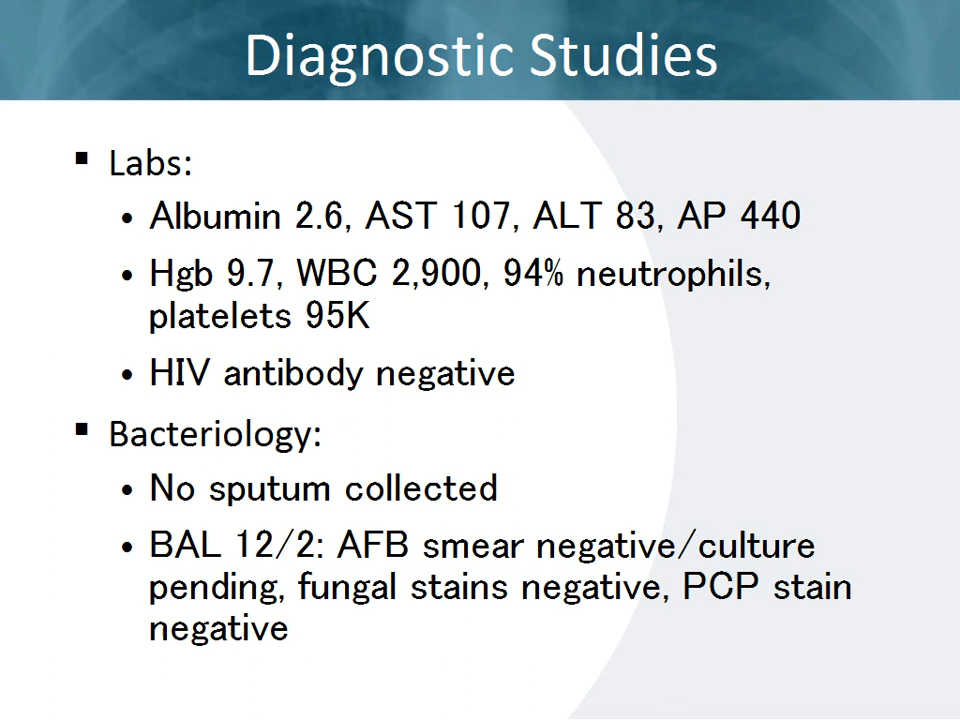 Diagnostic Studies
▪ Labs:
• Albumin 2.6, AST 107, ALT 83, AP 440
• Hgb 9.7, WBC 2,900, 94% neutrophils,
platelets 95K
• HIV antibody negative
▪ Bacteriology:
• No sputum collected
• BAL 12/2: AFB smear negative/culture
pending, fungal stains negative, PCP stain
negative